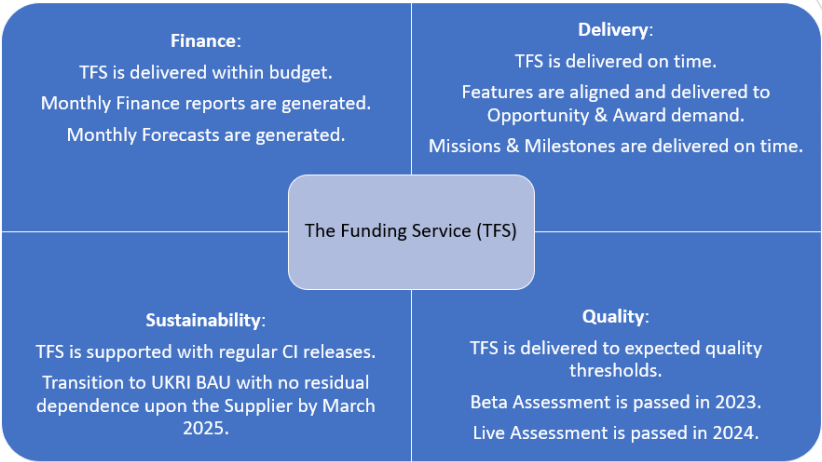 Finance:
TFS is delivered within budget.
Monthly Finance reports are generated.
Monthly Forecasts are generated.
Delivery:
TFS is delivered on time.
Features are aligned and delivered to
Opportunity & Award demand.
Missions & Milestones are delivered on time.
The Funding Service (TFS)
Sustainability:
TFS is supported with regular CI releases.
Transition to UKRI BAU with no residual
dependence upon the Supplier by March
2025.
Quality:
TFS is delivered to expected quality
thresholds.
Beta Assessment is passed in 2023.
Live Assessment is passed in 2024.